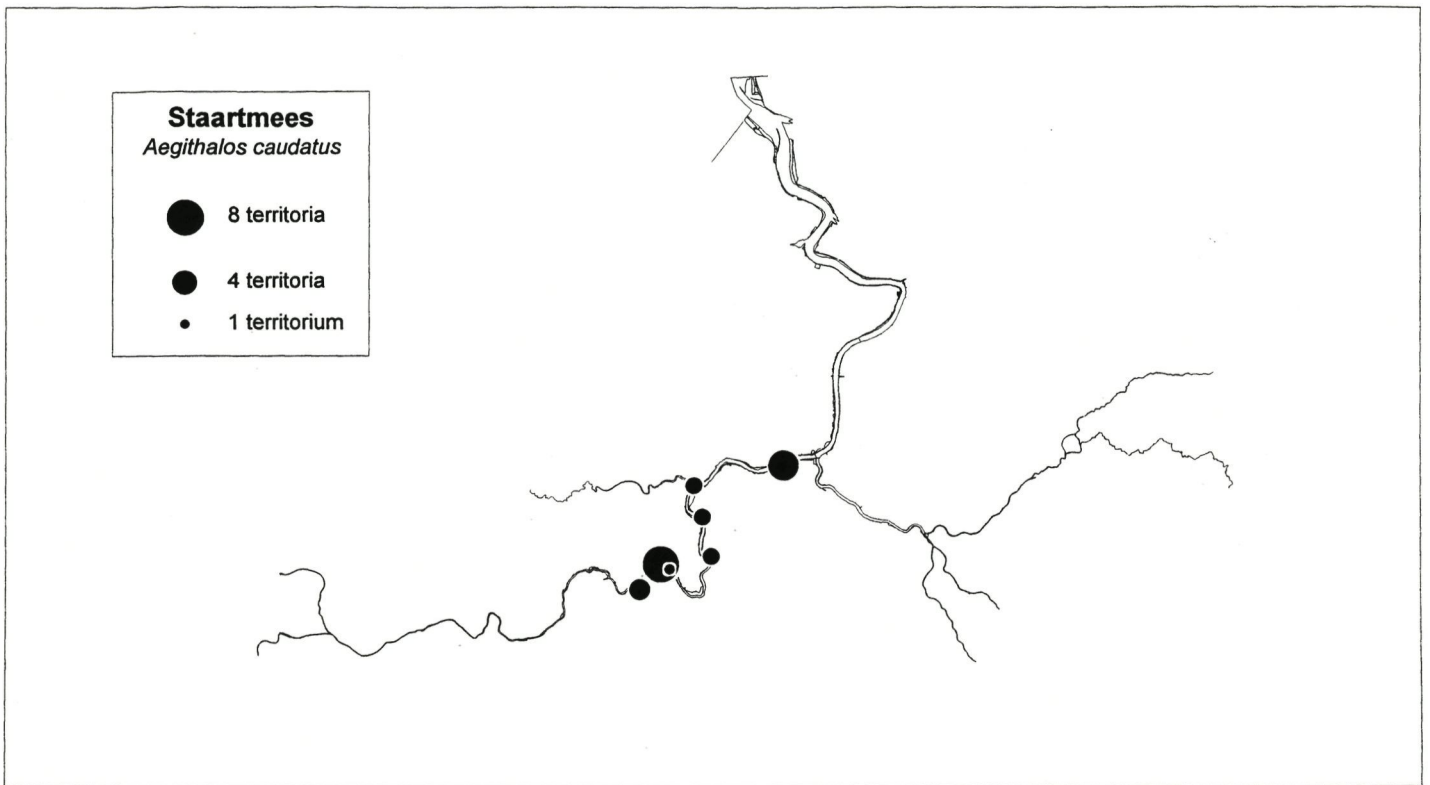 Staartmees
Aegithalos caudatus
8 territoria
4 territoria
1 territorium